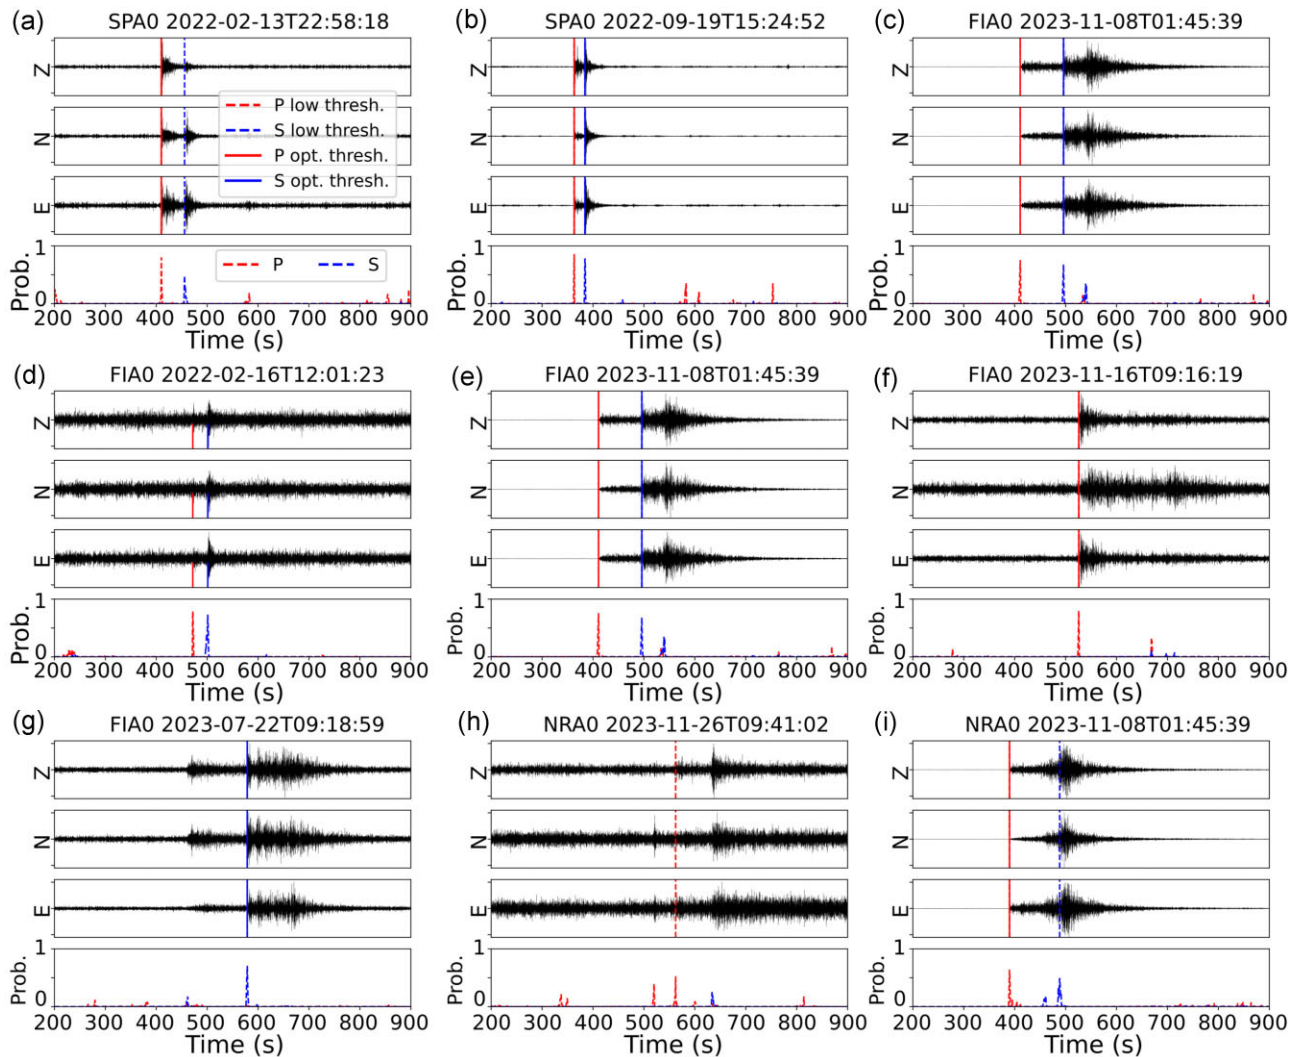 (a) SPA0 2022-02-13T22:58:18
Z
N
E
P low thresh.
S low thresh.
P opt. thresh.
S opt. thresh.
P S
Prob.
1
0
200 300 400 500 600 700 800 900
Time (s)
(b) SPA0 2022-09-19T15:24:52
Z
N
E
Prob.
1
0
200 300 400 500 600 700 800 900
Time (s)
(c) FIA0 2023-11-08T01:45:39
Z
N
E
Prob.
1
0
200 300 400 500 600 700 800 900
Time (s)
(d) FIA0 2022-02-16T12:01:23
Z
N
E
Prob.
1
0
200 300 400 500 600 700 800 900
Time (s)
(e) FIA0 2023-11-08T01:45:39
Z
N
E
Prob.
1
0
200 300 400 500 600 700 800 900
Time (s)
(f) FIA0 2023-11-16T09:16:19
Z
N
E
Prob.
1
0
200 300 400 500 600 700 800 900
Time (s)
(g) FIA0 2023-07-22T09:18:59
Z
N
E
Prob.
1
0
200 300 400 500 600 700 800 900
Time (s)
(h) NRA0 2023-11-26T09:41:02
Z
N
E
Prob.
1
0
200 300 400 500 600 700 800 900
Time (s)
(i) NRA0 2023-11-08T01:45:39
Z
N
E
Prob.
1
0
200 300 400 500 600 700 800 900
Time (s)